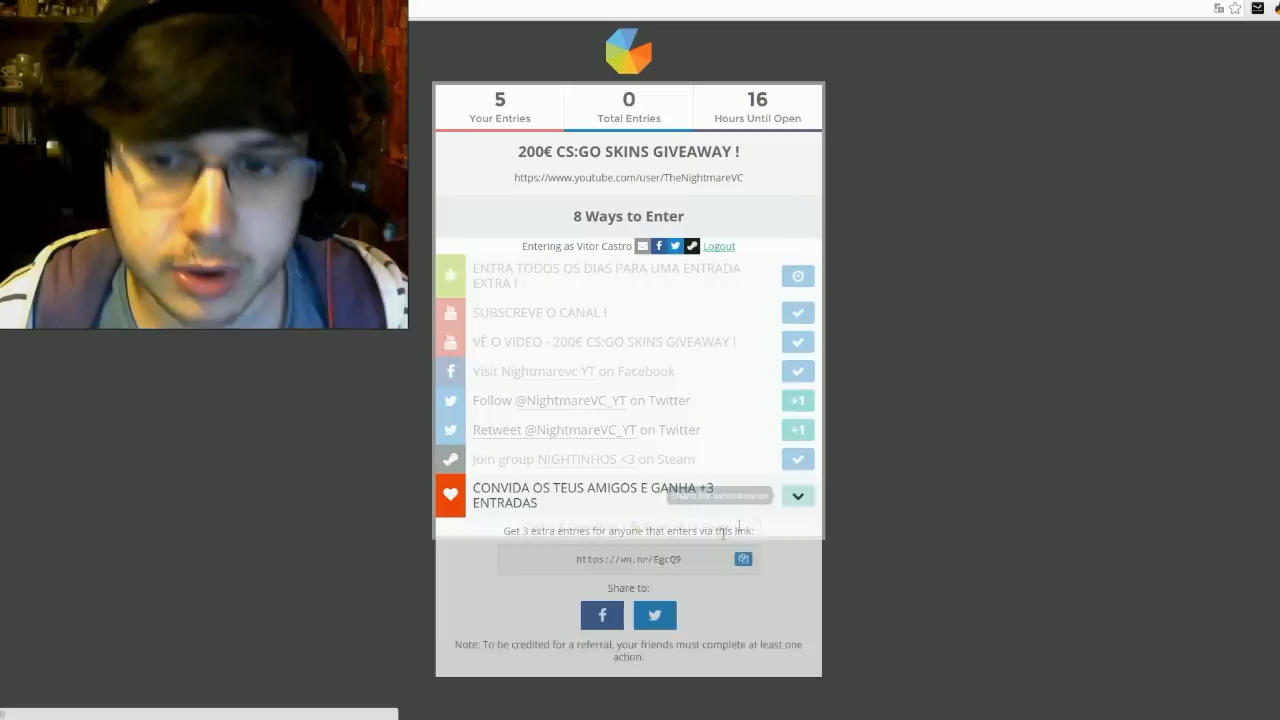 5
0
16
Your Entries
Total Entries
Hours Until Open
200€ CS:GO SKINS GIVEAWAY !
https://www.youtube.com/user/TheNightmareVC
8 Ways to Enter
Entering as Vitor Castro
Logout
ENTRA TODOS OS DIAS PARA UMA ENTRADA
EXTRA !
SUBSCREVE O CANAL !
VÊ O VIDEO - 200€ CS:GO SKINS GIVEAWAY !
Visit Nightmarevc YT on Facebook
Follow @NightmareVC_YT on Twitter
+1
Retweet @NightmareVC_YT on Twitter
+1
Join group NIGHTINHOS <3 on Steam
CONVIDA OS TEUS AMIGOS E GANHA +3
ENTRADAS
Get 3 extra entries for anyone that enters via this link:
https://wn.nr/EgcQ9
Share to:
Note: To be credited for a referral, your friends must complete at least one
action.